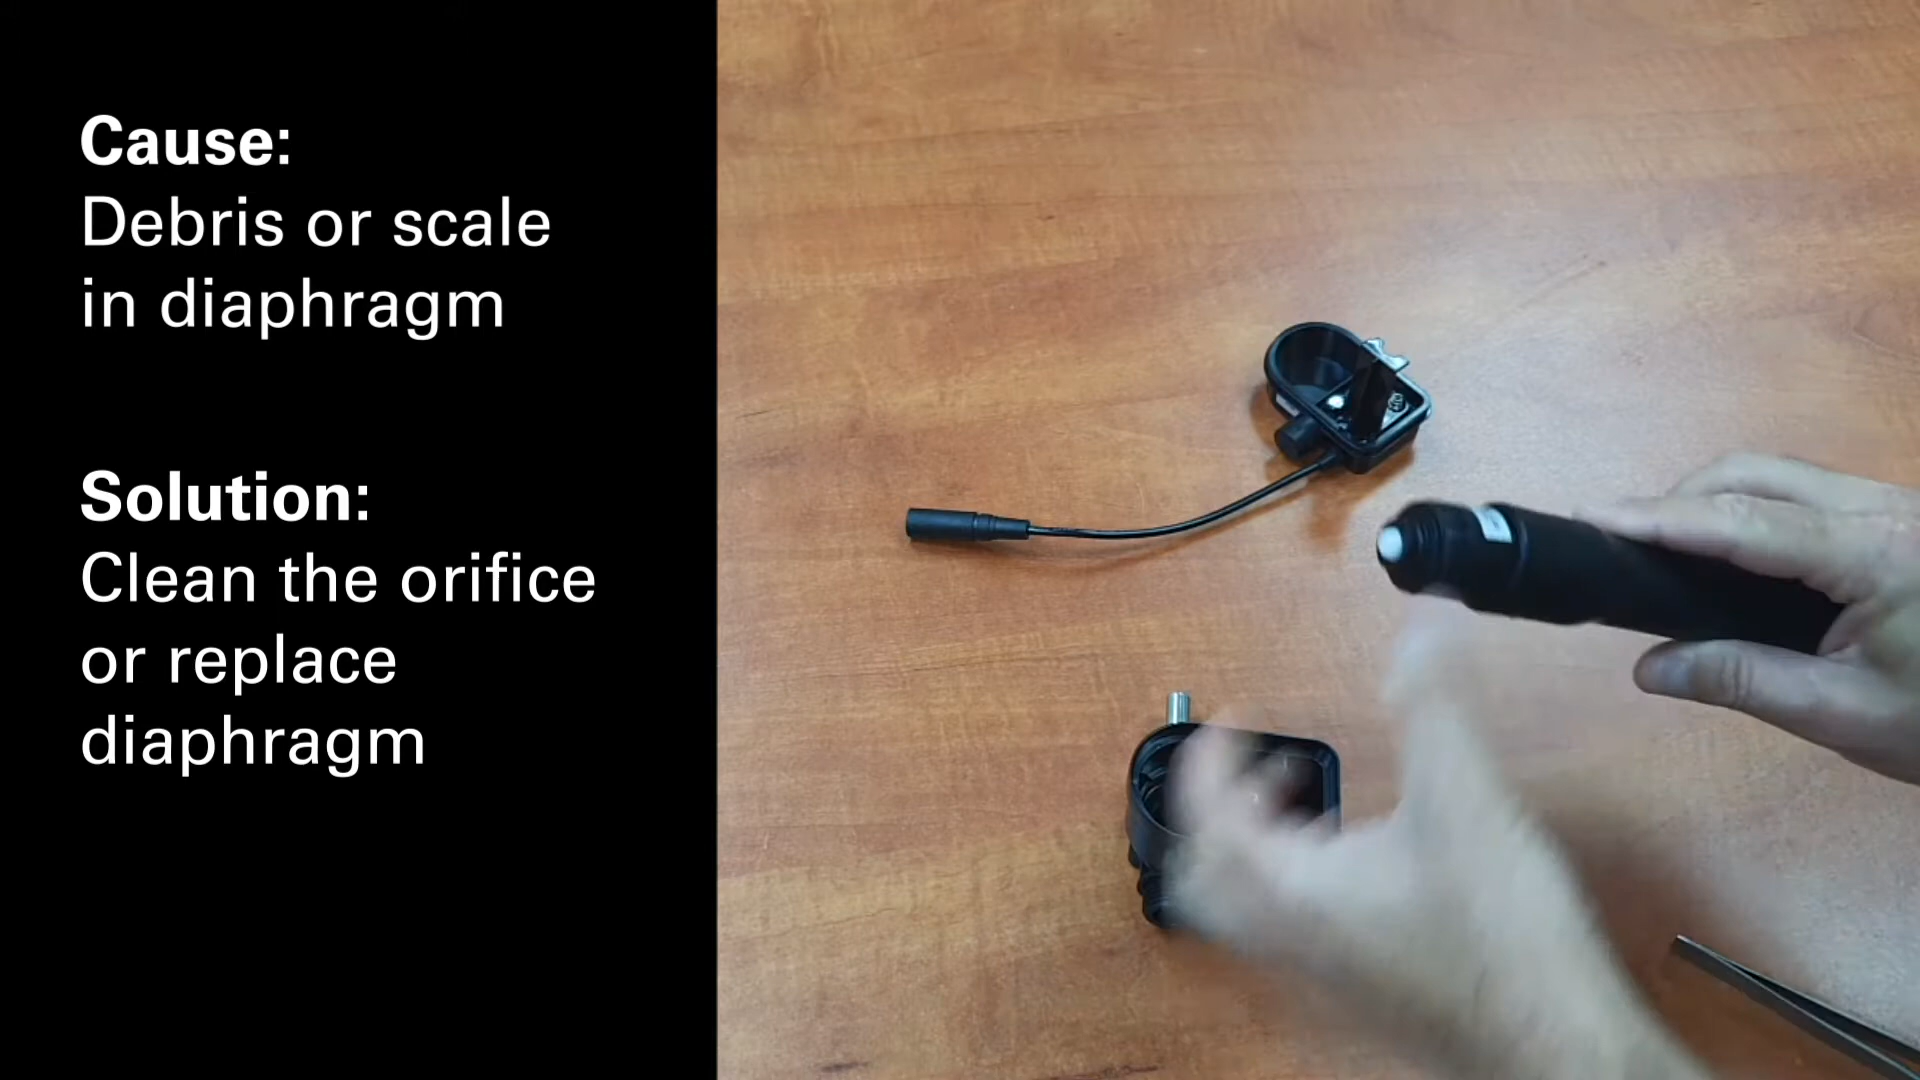 Cause:
Debris or scale
in diaphragm
Solution:
Clean the orifice
or replace
diaphragm